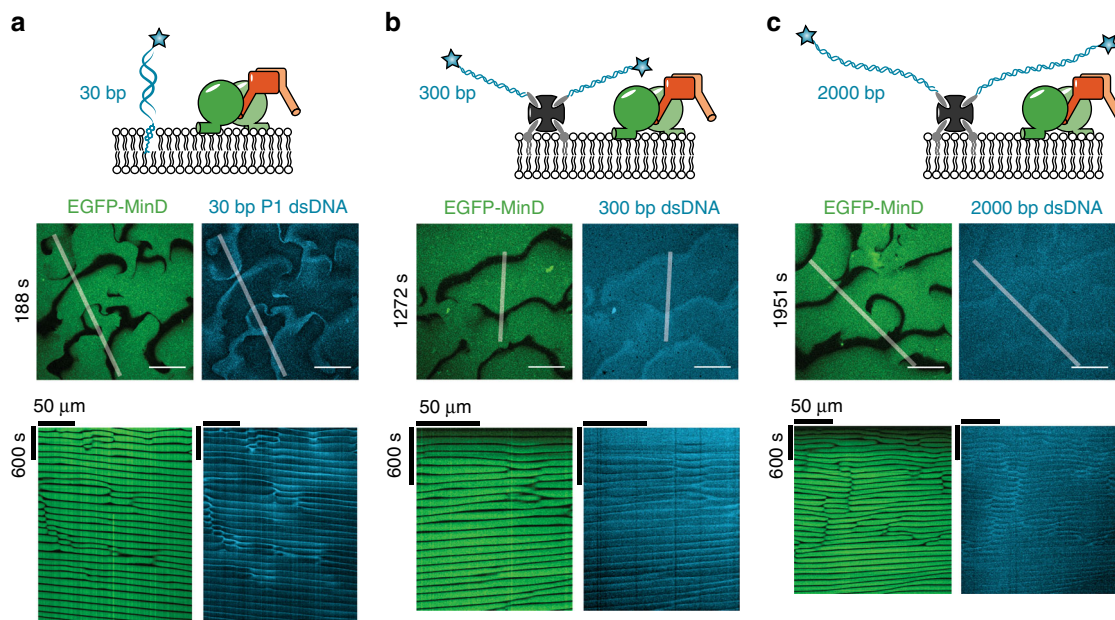 a
30 bp
EGFP-MinD
30 bp P1 dsDNA
188 s
50 μm
600 s
b
300 bp
EGFP-MinD
300 bp dsDNA
1272 s
50 μm
600 s
c
2000 bp
EGFP-MinD
2000 bp dsDNA
1951 s
50 μm
600 s